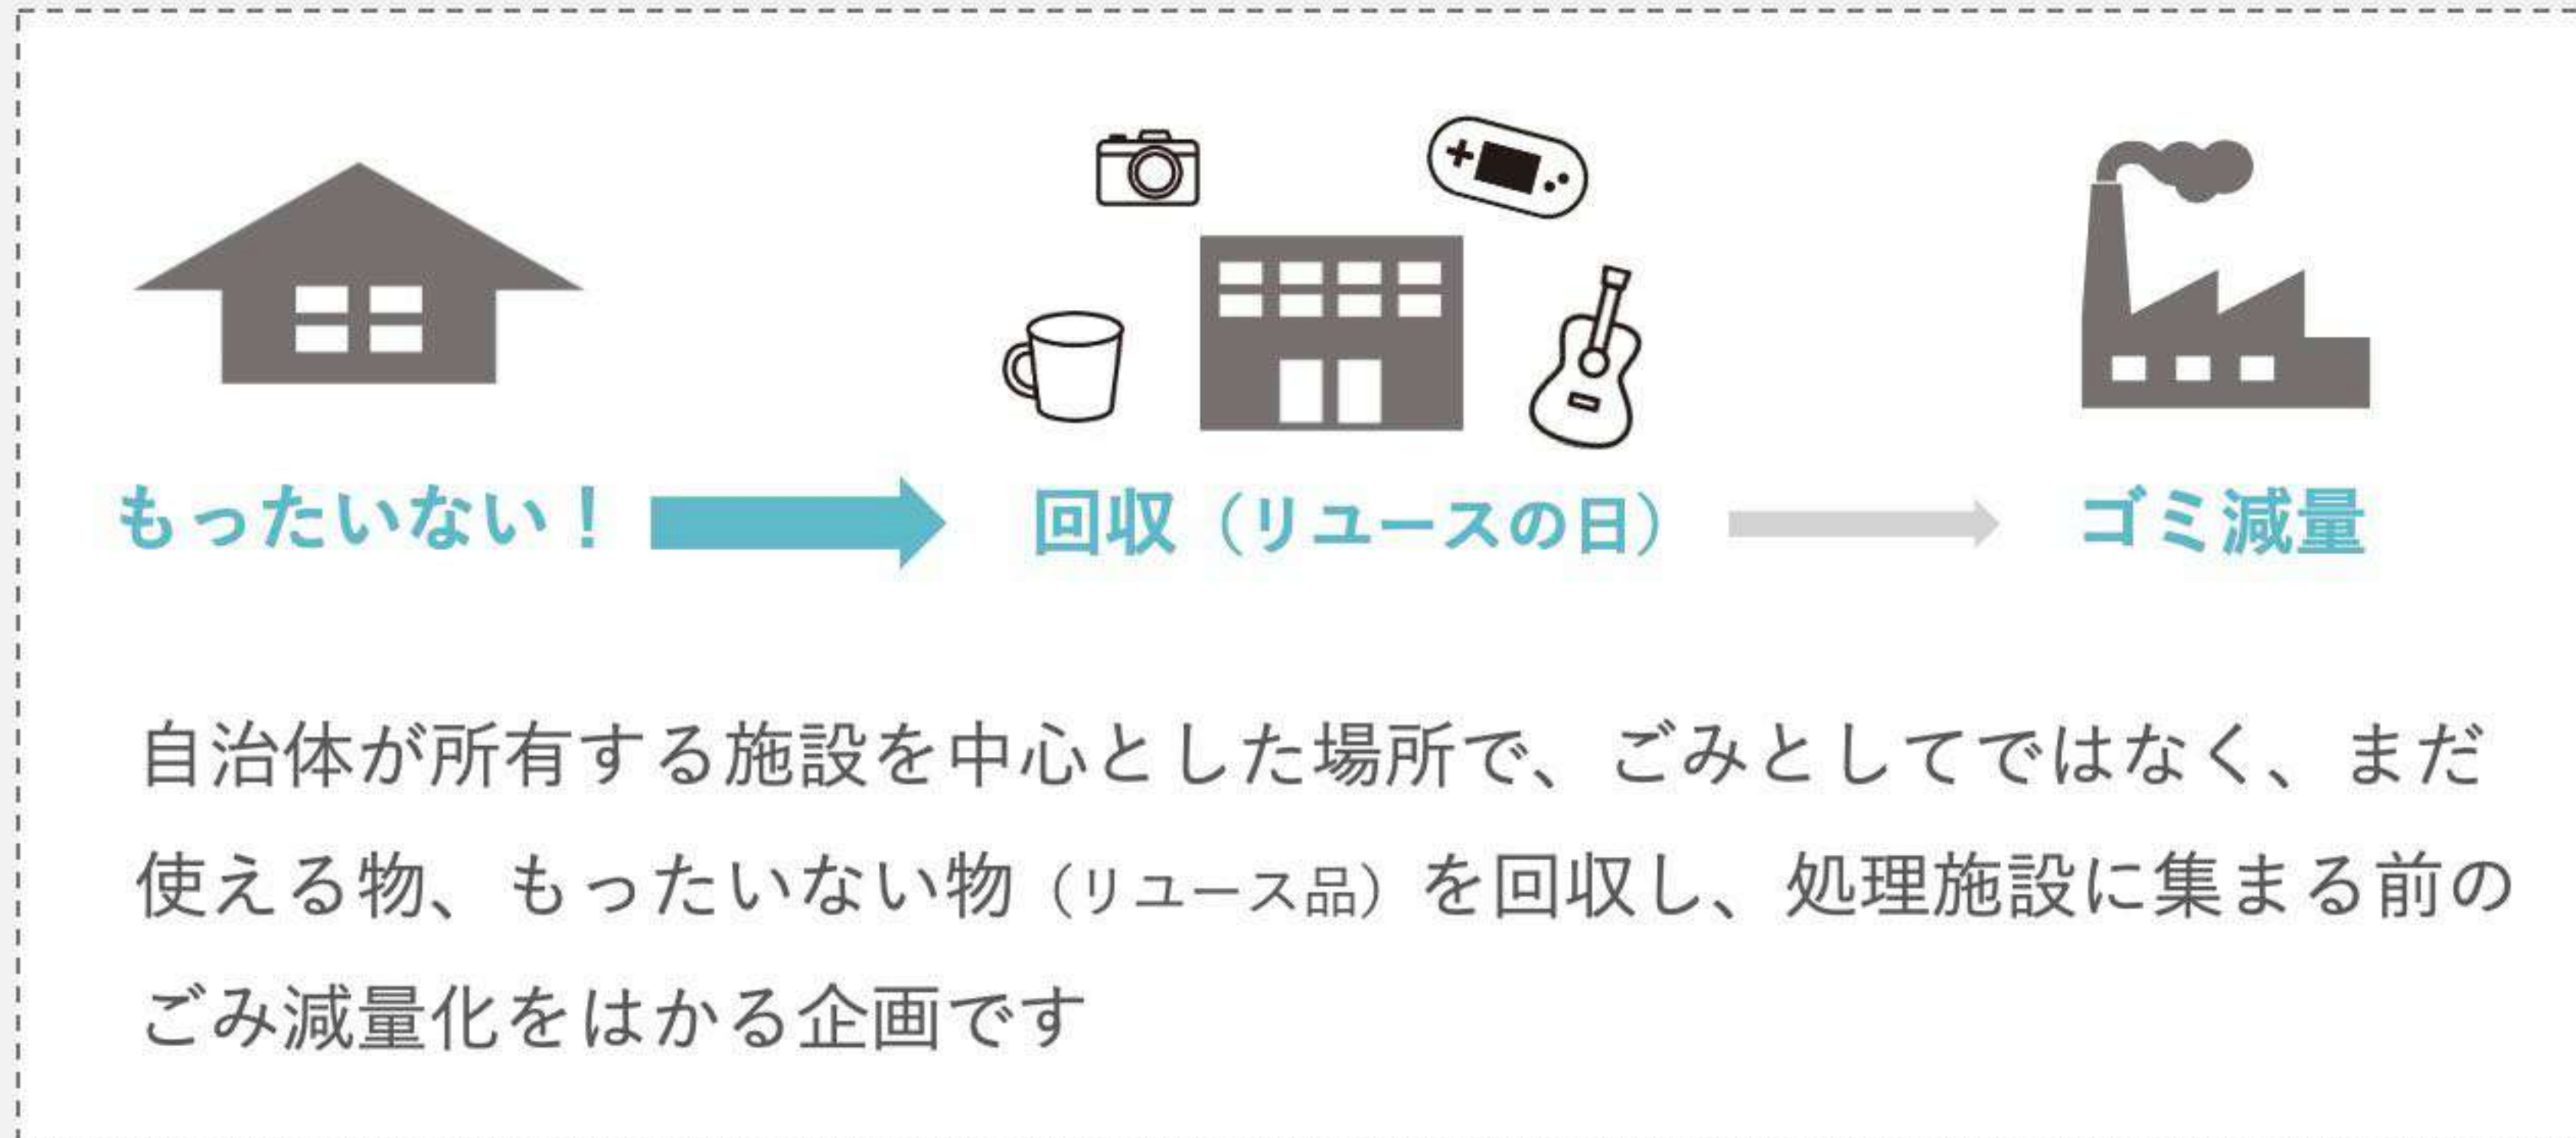 もったいない！
回収（リユースの日）
ゴミ減量
自治体が所有する施設を中心とした場所で、ごみとしてではなく、まだ
使える物、もったいない物（リユース品）を回収し、処理施設に集まる前の
ごみ減量化をはかる企画です